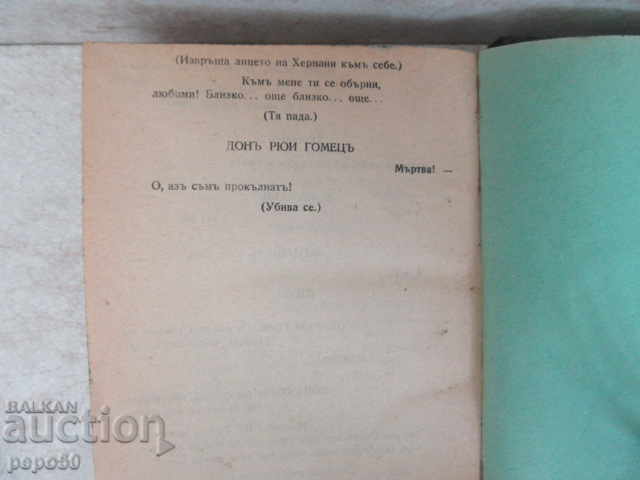 (Извръща лицето на Хернани къмъ себе.)
Къмъ мене ти се обърни,
любими! Близко... още близко... още...
(Тя пада.)
ДОНЪ РЮИ ГОМЕЦЪ
Мъртва! —
О, азъ съмъ прокълнатъ!
(Убива се.)
BALKAN
auction
papo50